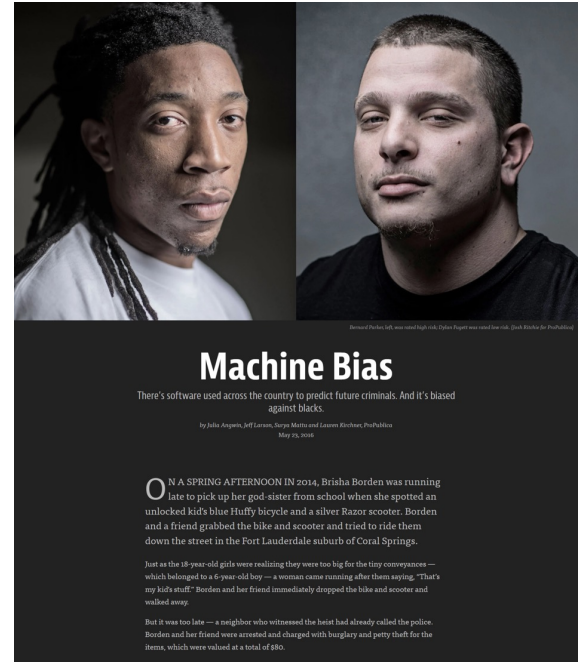 Bernard Parker, left, was rated high risk; Dylan Fugett was rated low risk. (Josh Ritchie for ProPublica)
Machine Bias
There's software used across the country to predict future criminals. And it's biased
against blacks.
by Julia Angwin, Jeff Larson, Surya Mattu and Lauren Kirchner, ProPublica
May 23, 2016
ON A SPRING AFTERNOON IN 2014, Brisha Borden was running
late to pick up her god-sister from school when she spotted an
unlocked kid's blue Huffy bicycle and a silver Razor scooter. Borden
and a friend grabbed the bike and scooter and tried to ride them
down the street in the Fort Lauderdale suburb of Coral Springs.
Just as the 18-year-old girls were realizing they were too big for the tiny conveyances —
which belonged to a 6-year-old boy — a woman came running after them saying, "That's
my kid's stuff." Borden and her friend immediately dropped the bike and scooter and
walked away.
But it was too late — a neighbor who witnessed the heist had already called the police.
Borden and her friend were arrested and charged with burglary and petty theft for the
items, which were valued at a total of $80.